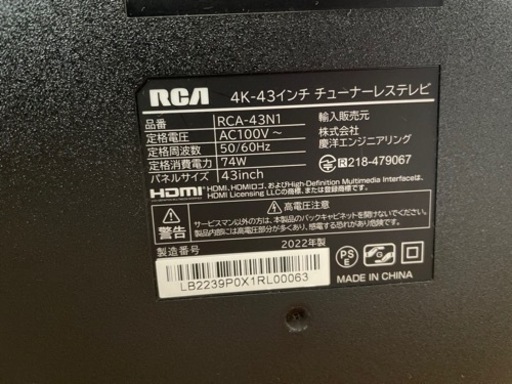 RCA 4K-43インチ チューナーレステレビ
品番 RCA-43N1
定格電圧 AC100V～
定格周波数 50/60Hz
定格消費電力 74W
パネルサイズ 43inch
輸入販売元
株式会社
慶洋エンジニアリング
R 218-479067
HDMI HDMI、HDMIロゴ、およびHigh-Definition Multimedia Interfaceは、
HDMI Licensing LLCの商標、または登録商標です。
警告
高電圧注意
サービスマン以外の方は、本製品のバックキャビネットを開けないでください。
製品内部には高電圧部分が多くあり、さわると感電する恐れがあり危険です。
製造番号 2022年製
LB2239P0X1RL00063
PS
E
MADE IN CHINA